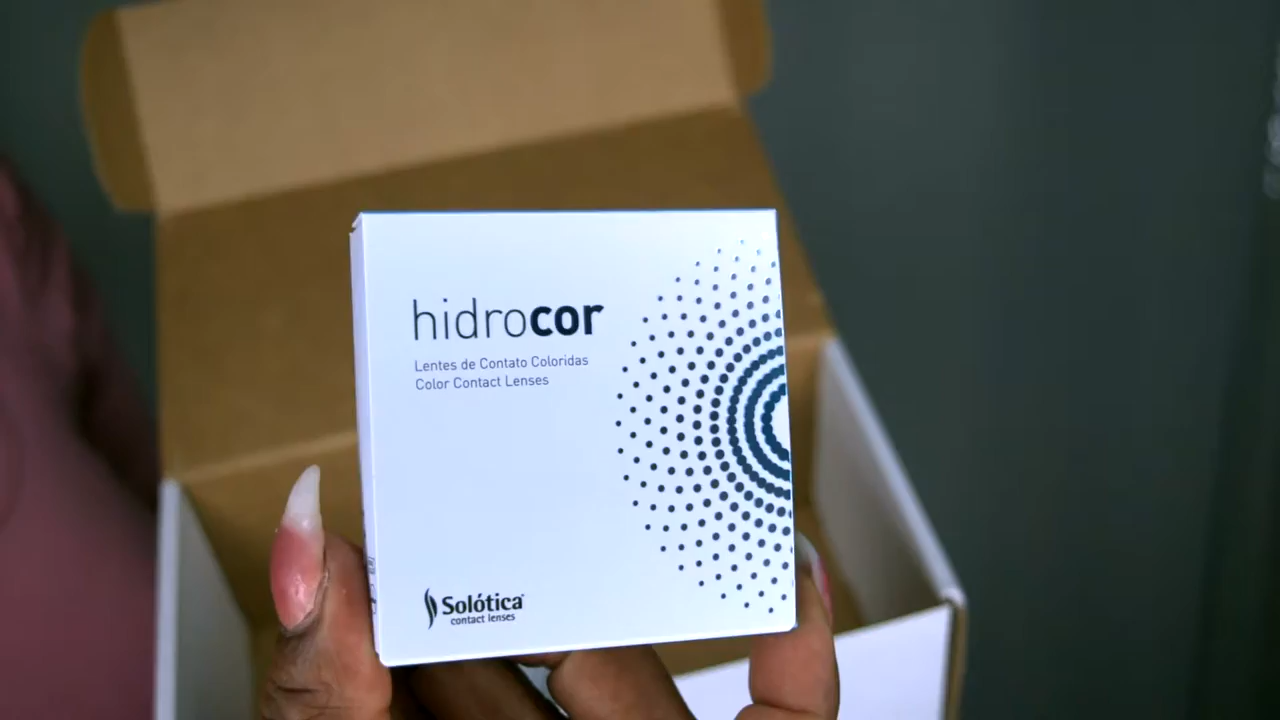 hidrocor
Lentes de Contato Coloridas
Color Contact Lenses
Solótica
contact lenses